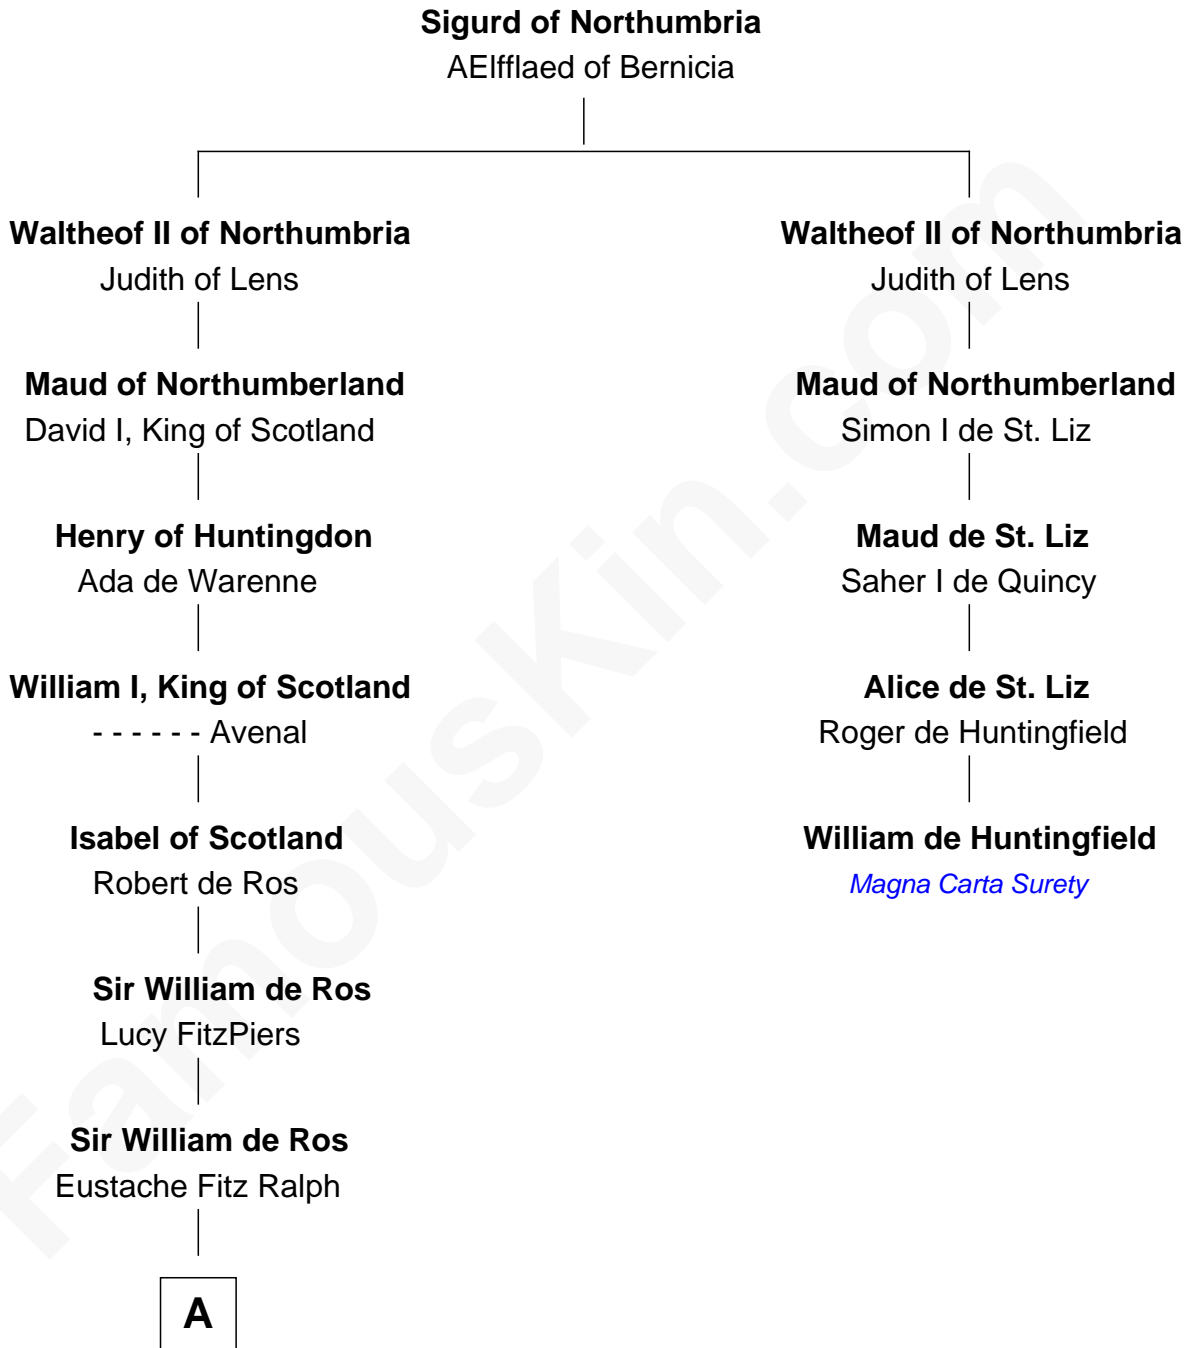 Sigurd of Northumbria
AElfflaed of Bernicia
Waltheof II of Northumbria
Judith of Lens
Maud of Northumberland
David I, King of Scotland
Henry of Huntingdon
Ada de Warenne
William I, King of Scotland
- - - - - - Avenal
Isabel of Scotland
Robert de Ros
Sir William de Ros
Lucy FitzPiers
Sir William de Ros
Eustache Fitz Ralph
A
Waltheof II of Northumbria
Judith of Lens
Maud of Northumberland
Simon I de St. Liz
Maud de St. Liz
Saher I de Quincy
Alice de St. Liz
Roger de Huntingfield
William de Huntingfield
Magna Carta Surety
FamousKin.com